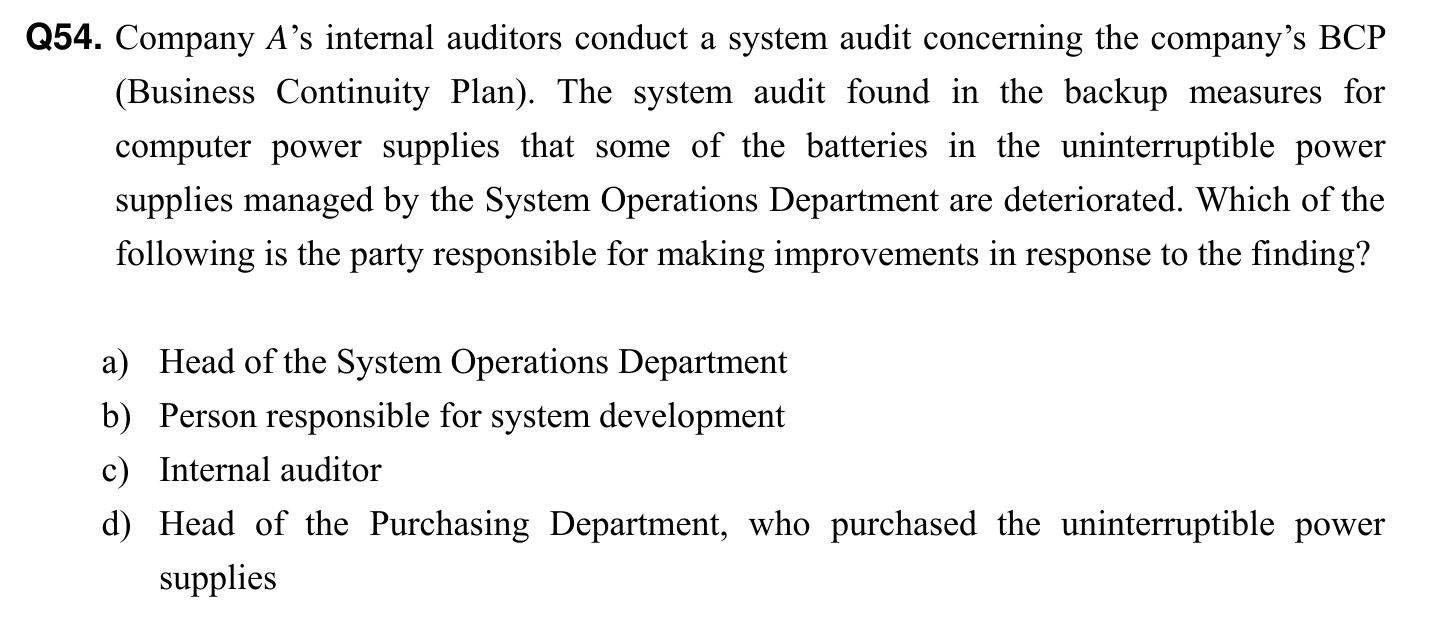 Q54. Company A's internal auditors conduct a system audit concerning the company's BCP
(Business Continuity Plan). The system audit found in the backup measures for
computer power supplies that some of the batteries in the uninterruptible power
supplies managed by the System Operations Department are deteriorated. Which of the
following is the party responsible for making improvements in response to the finding?
a) Head of the System Operations Department
b) Person responsible for system development
c) Internal auditor
d) Head of the Purchasing Department, who purchased the uninterruptible power
supplies